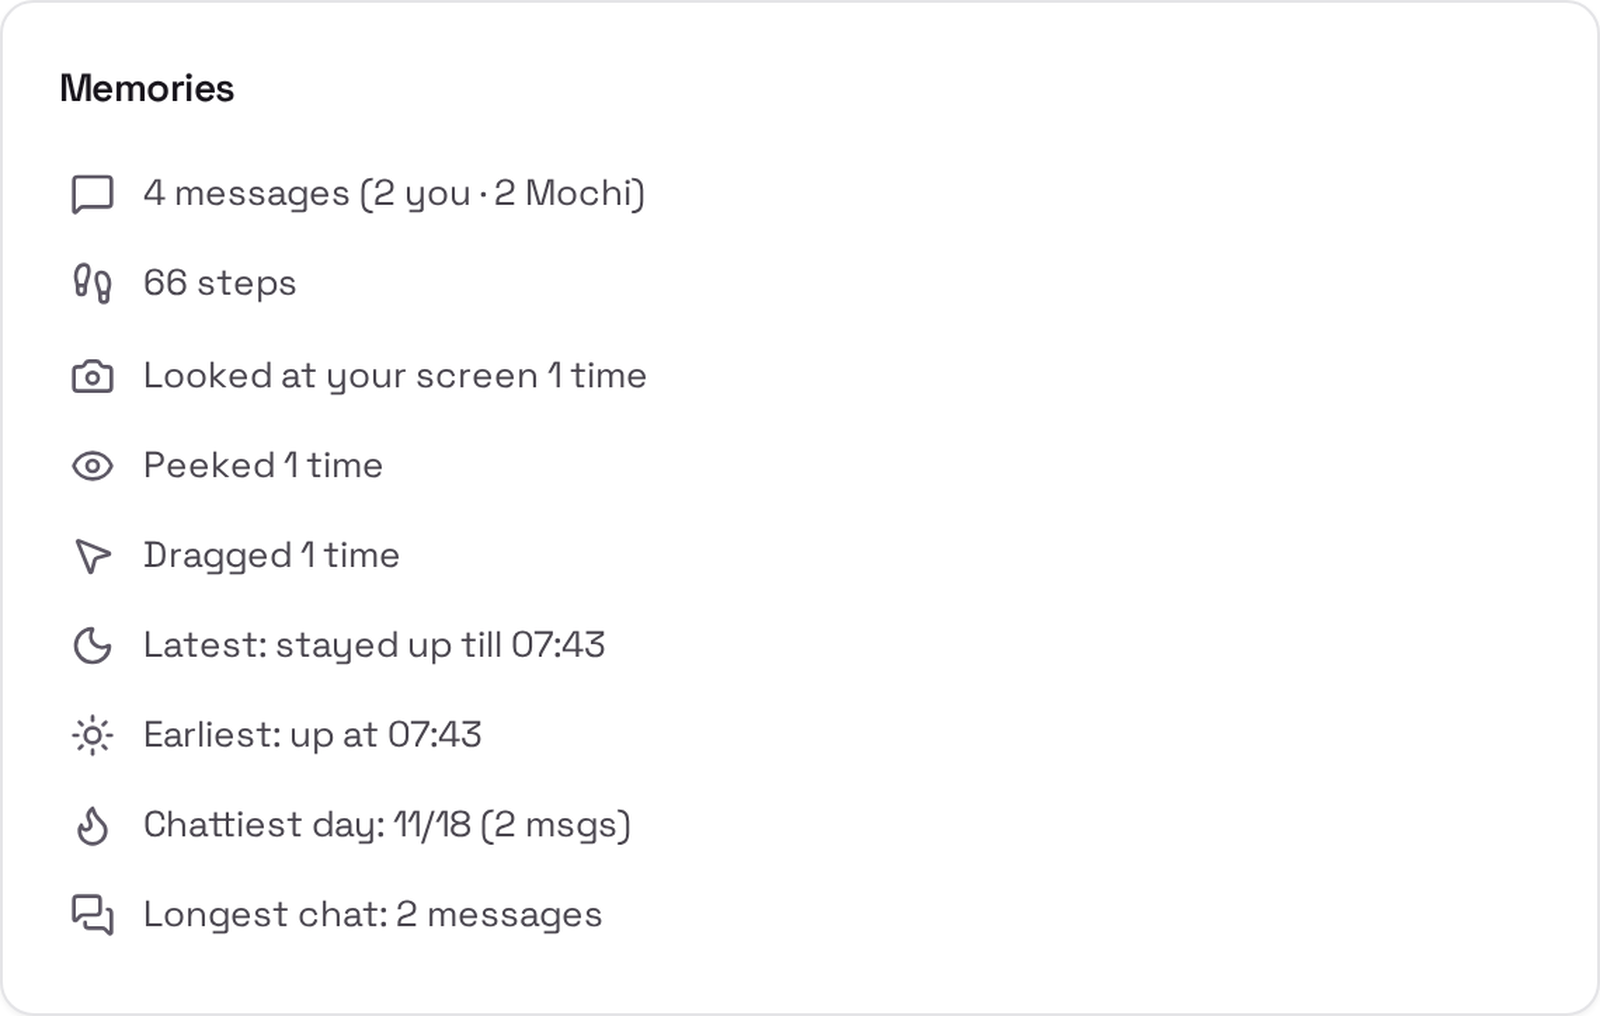 Memories
4 messages (2 you · 2 Mochi)
66 steps
Looked at your screen 1 time
Peeked 1 time
Dragged 1 time
Latest: stayed up till 07:43
Earliest: up at 07:43
Chattiest day: 11/18 (2 msgs)
Longest chat: 2 messages